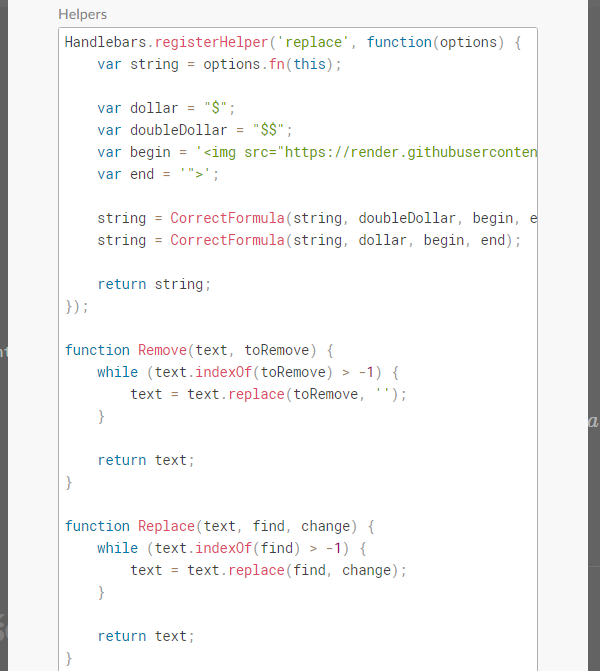 Helpers
Handlebars.registerHelper('replace', function(options) {
    var string = options.fn(this);

    var dollar = "$";
    var doubleDollar = "$$";
    var begin = '<img src="https://render.githubuserconten
    var end = '">';

    string = CorrectFormula(string, doubleDollar, begin, e
    string = CorrectFormula(string, dollar, begin, end);

    return string;
});

function Remove(text, toRemove) {
    while (text.indexOf(toRemove) > -1) {
        text = text.replace(toRemove, '');
    }

    return text;
}

function Replace(text, find, change) {
    while (text.indexOf(find) > -1) {
        text = text.replace(find, change);
    }

    return text;
}